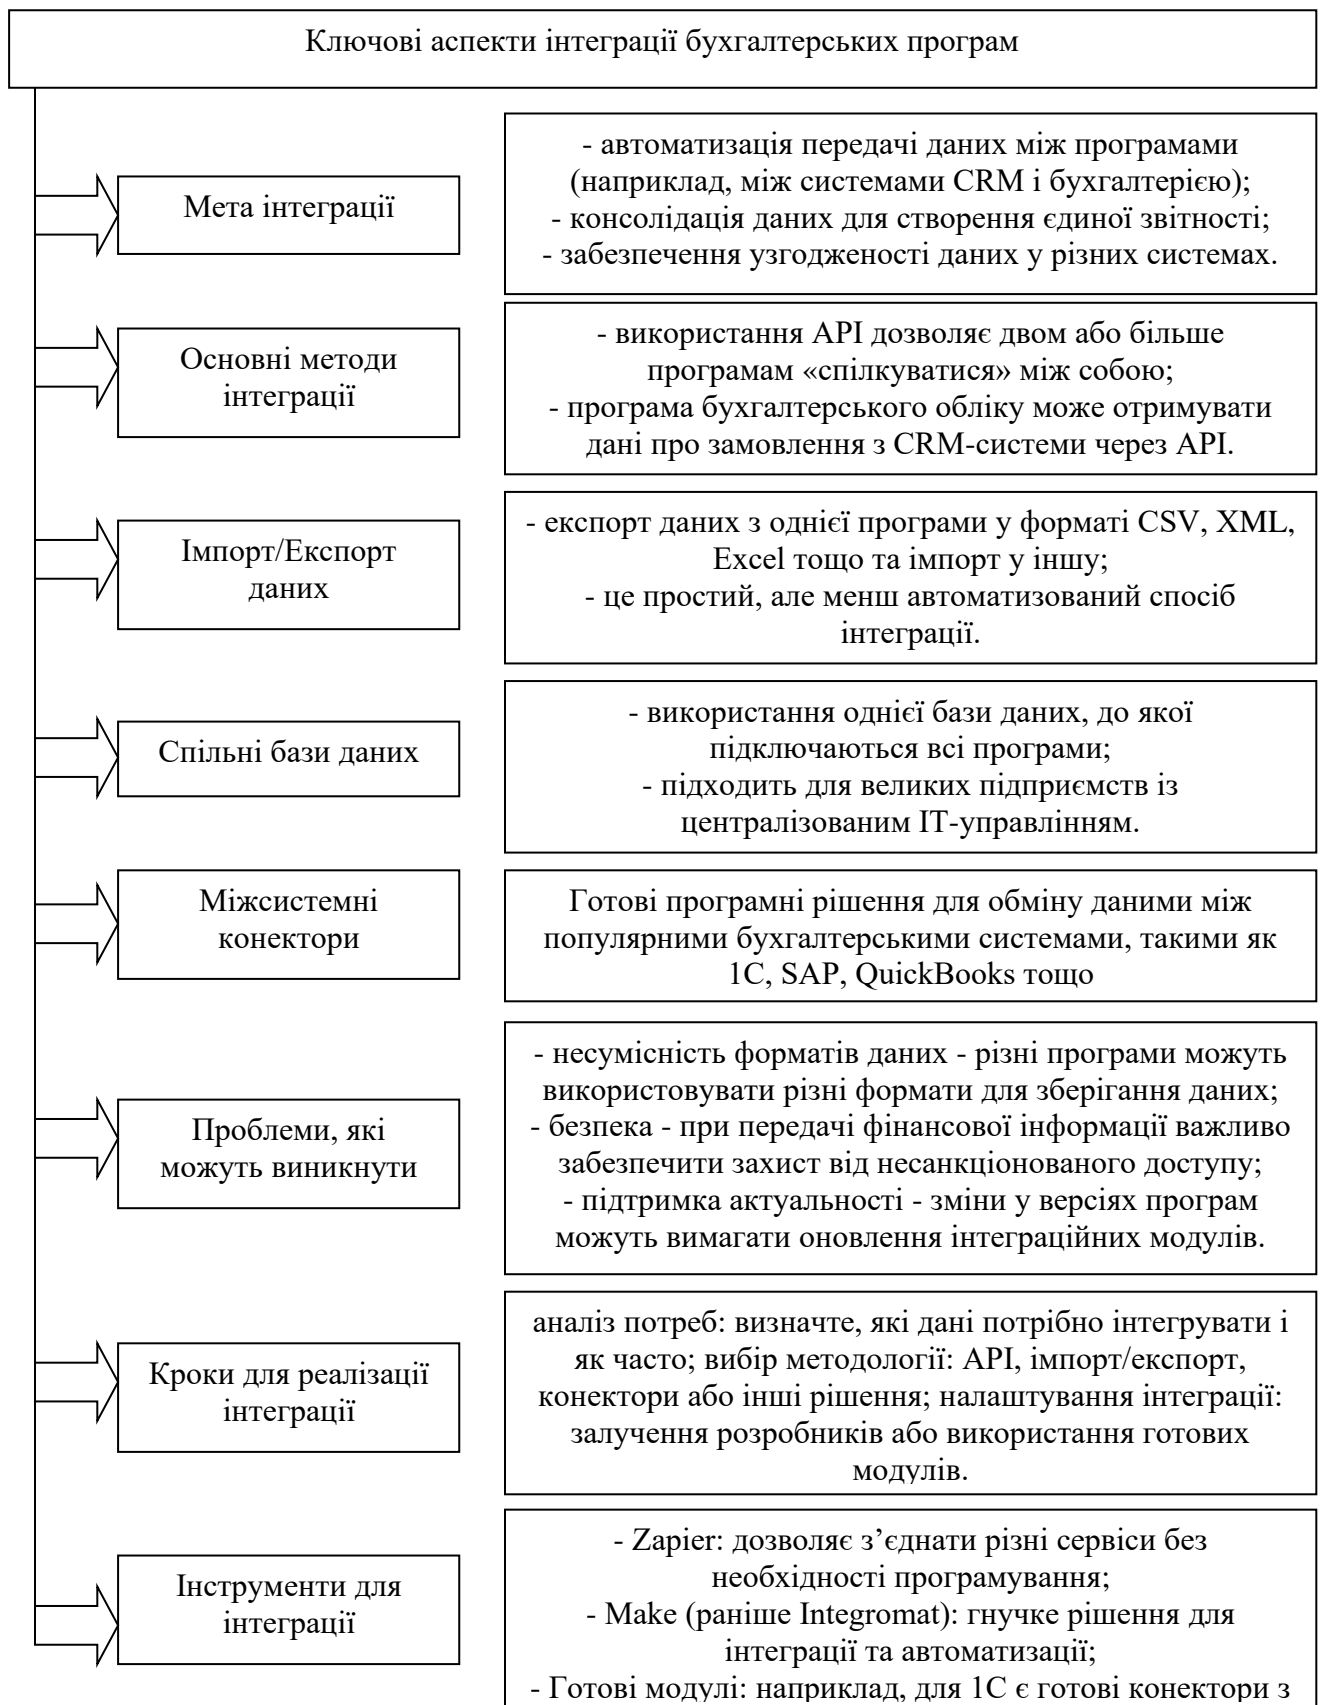 Ключові аспекти інтеграції бухгалтерських програм
Мета інтеграції
- автоматизація передачі даних між програмами
(наприклад, між системами CRM і бухгалтерією);
- консолідація даних для створення єдиної звітності;
- забезпечення узгодженості даних у різних системах.
Основні методи
інтеграції
- використання API дозволяє двом або більше
програмам «спілкуватися» між собою;
- програма бухгалтерського обліку може отримувати
дані про замовлення з CRM-системи через API.
Імпорт/Експорт
даних
- експорт даних з однієї програми у форматі CSV, XML,
Excel тощо та імпорт у іншу;
- це простий, але менш автоматизований спосіб
інтеграції.
Спільні бази даних
- використання однієї бази даних, до якої
підключаються всі програми;
- підходить для великих підприємств із
централізованим ІТ-управлінням.
Міжсистемні
конектори
Готові програмні рішення для обміну даними між
популярними бухгалтерськими системами, такими як
1С, SAP, QuickBooks тощо
Проблеми, які
можуть виникнути
- несумісність форматів даних - різні програми можуть
використовувати різні формати для зберігання даних;
- безпека - при передачі фінансової інформації важливо
забезпечити захист від несанкціонованого доступу;
- підтримка актуальності - зміни у версіях програм
можуть вимагати оновлення інтеграційних модулів.
Кроки для реалізації
інтеграції
аналіз потреб: визначте, які дані потрібно інтегрувати і
як часто; вибір методології: API, імпорт/експорт,
конектори або інші рішення; налаштування інтеграції:
залучення розробників або використання готових
модулів.
Інструменти для
інтеграції
- Zapier: дозволяє з’єднати різні сервіси без
необхідності програмування;
- Make (раніше Integromat): гнучке рішення для
інтеграції та автоматизації;
- Готові модулі: наприклад, для 1С є готові конектори з